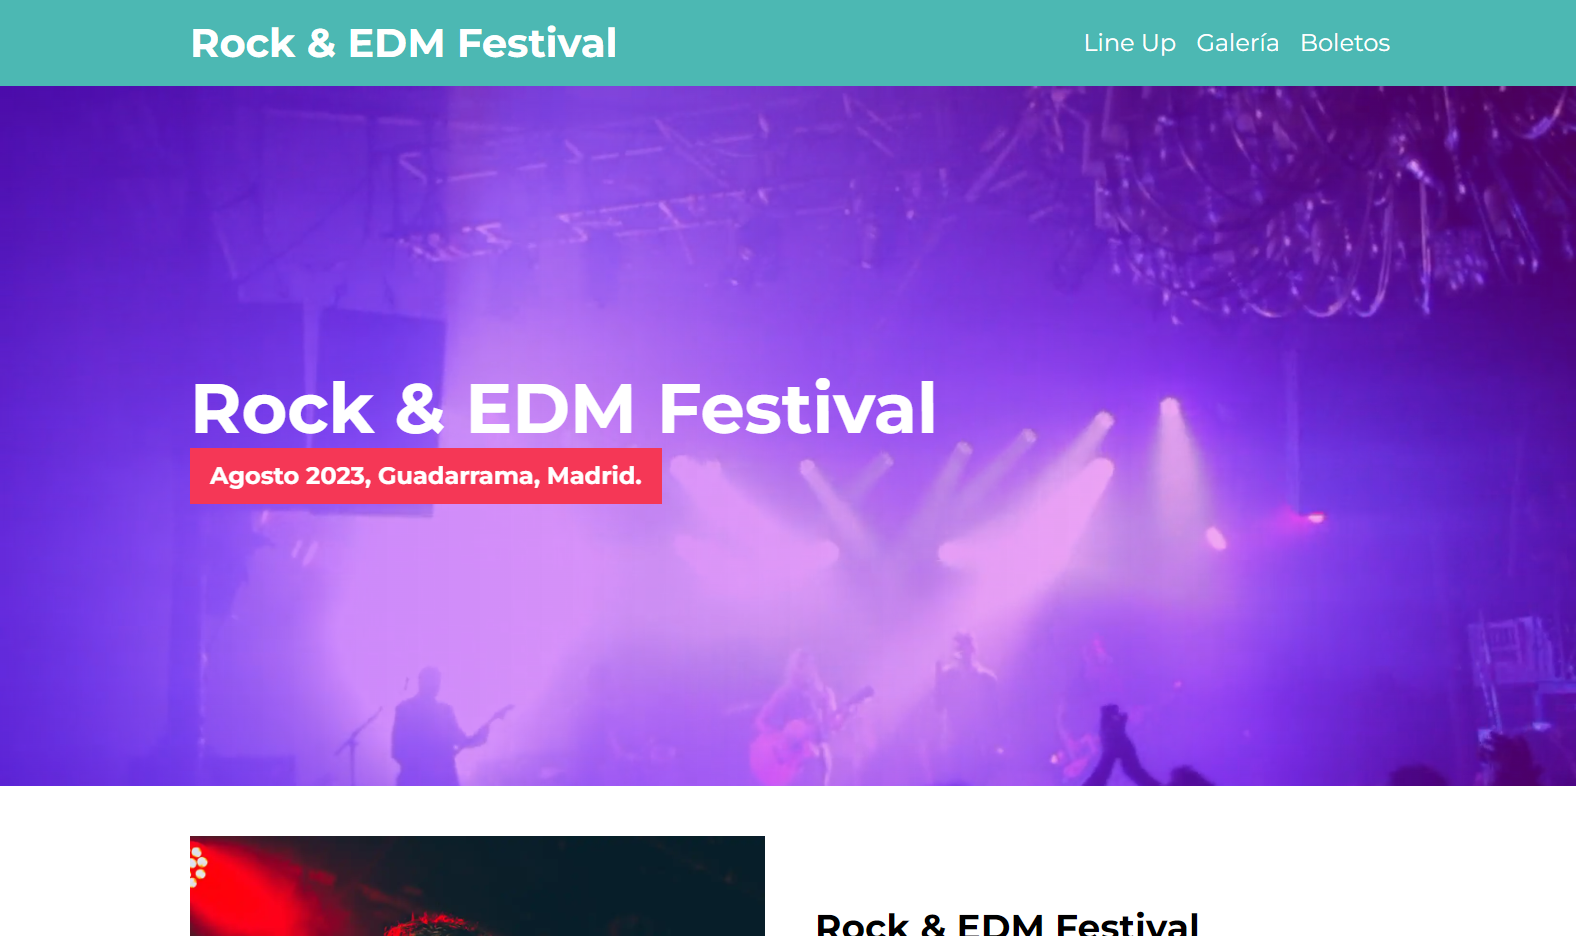 Rock & EDM Festival
Line Up Galería Boletos
Rock & EDM Festival
Agosto 2023, Guadarrama, Madrid.
Rock & EDM Festival